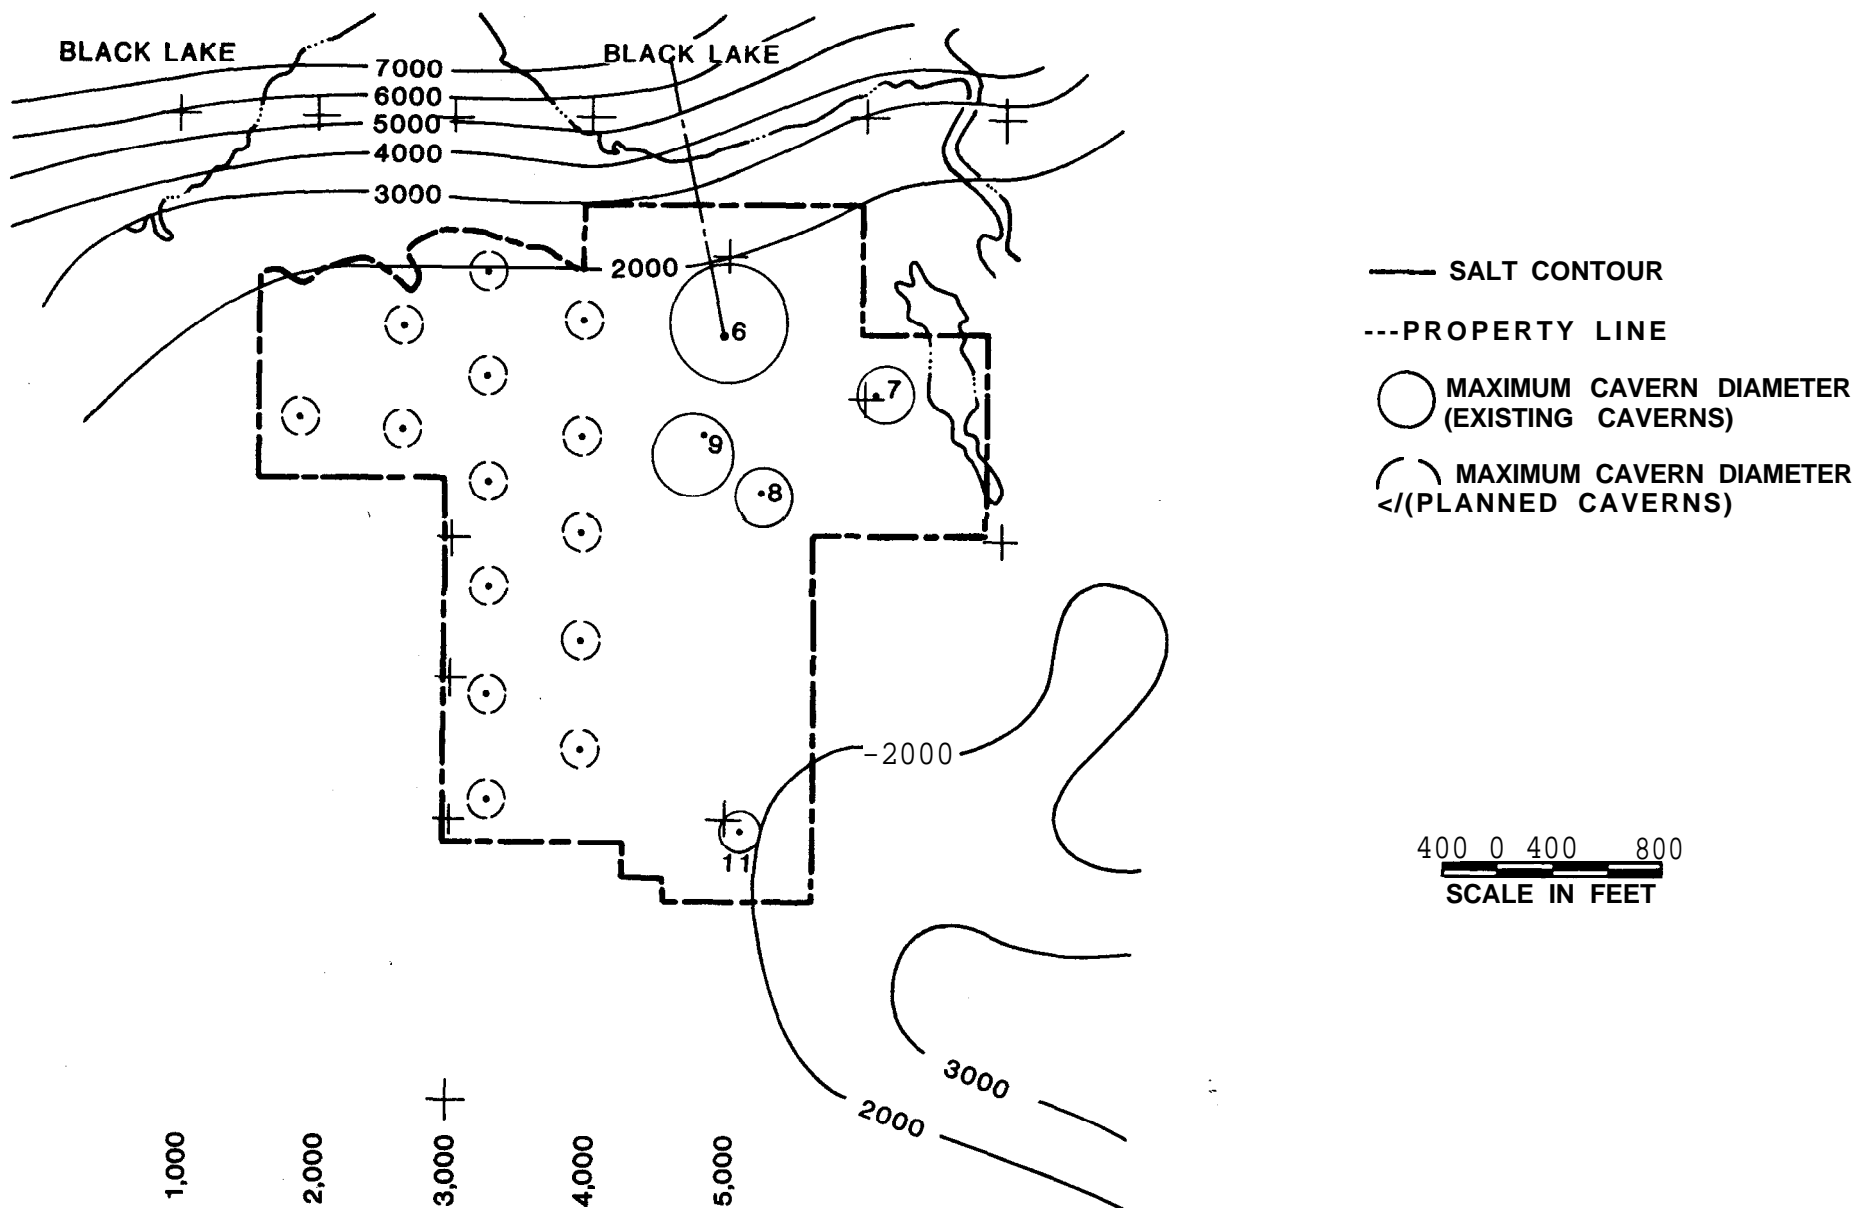 BLACK LAKE
BLACK LAKE
7000
6000
5000
4000
3000
2000
6
7
9
8
11
-2000
3000
2000
1,000
2,000
3,000
4,000
5,000
SALT CONTOUR
---PROPERTY LINE
MAXIMUM CAVERN DIAMETER
(EXISTING CAVERNS)
MAXIMUM CAVERN DIAMETER
</(PLANNED CAVERNS)
400 0 400 800
SCALE IN FEET